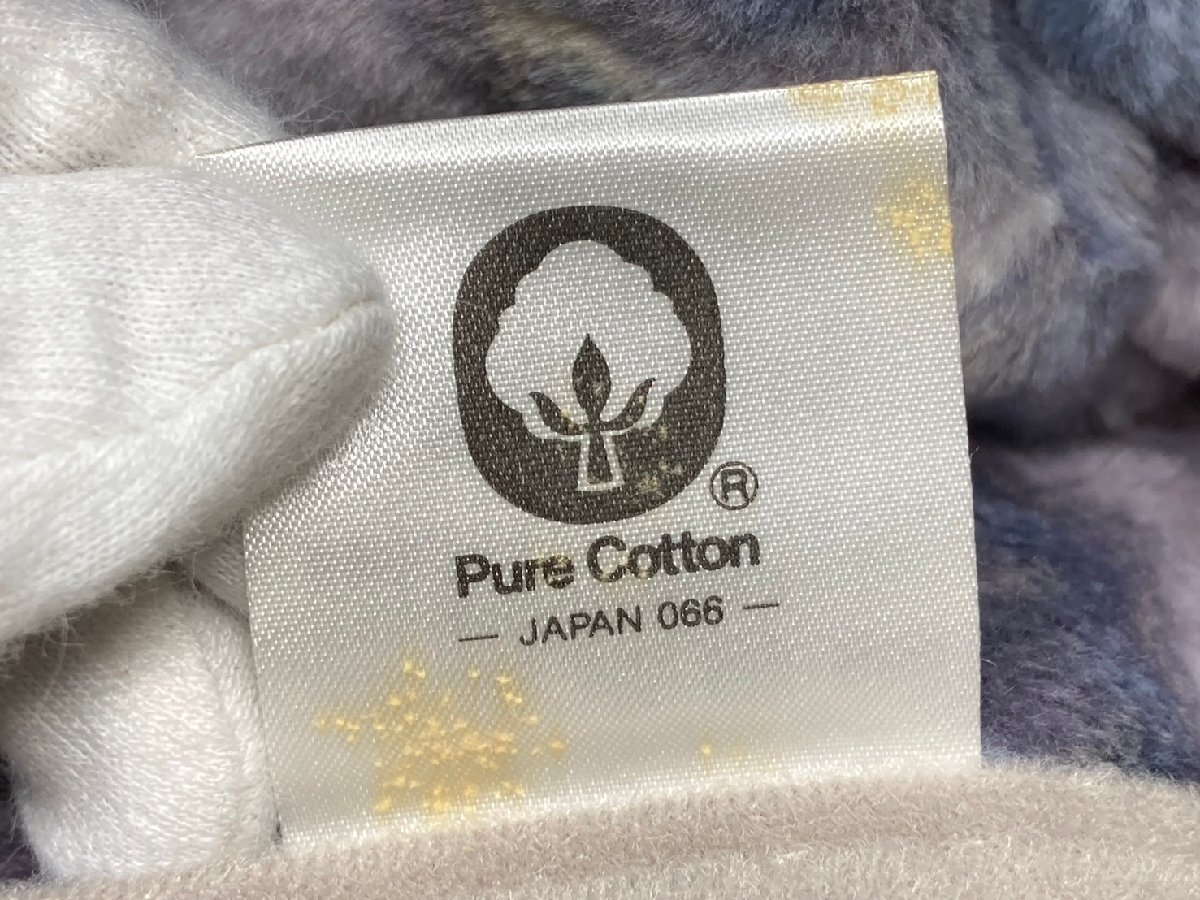 ®
Pure Cotton
— JAPAN 066 —